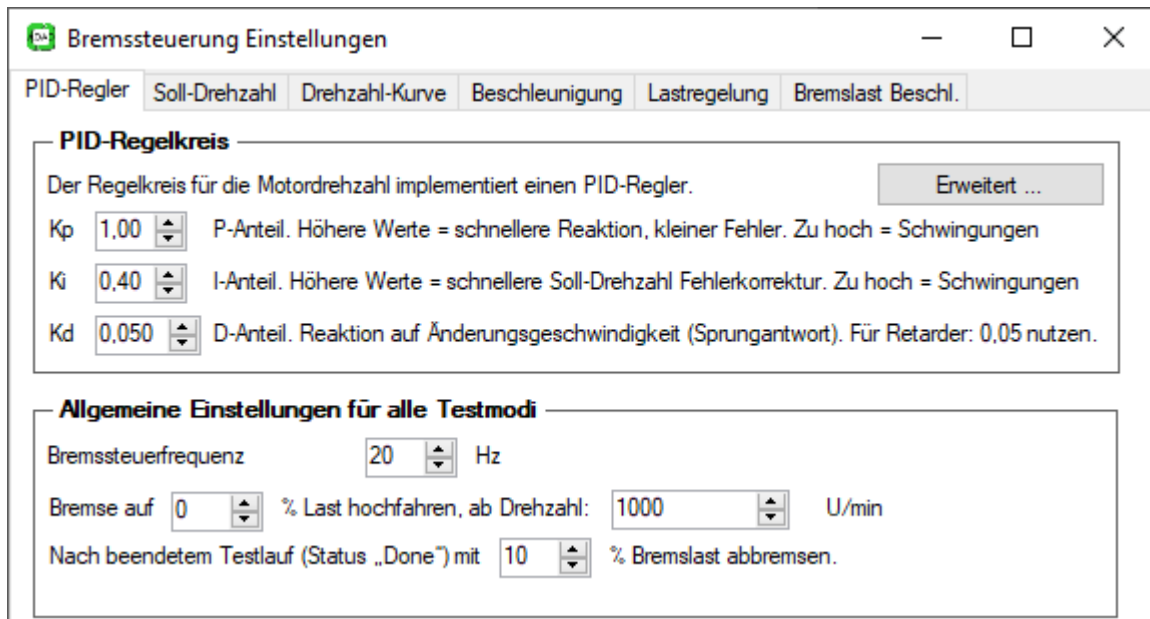 Bremssteuerung Einstellungen
PID-Regler Soll-Drehzahl Drehzahl-Kurve Beschleunigung Lastregelung Bremslast Beschl.
PID-Regelkreis
Der Regelkreis für die Motordrehzahl implementiert einen PID-Regler. Erweitert ...
Kp 1,00 P-Anteil. Höhere Werte = schnellere Reaktion, kleiner Fehler. Zu hoch = Schwingungen
Ki 0,40 I-Anteil. Höhere Werte = schnellere Soll-Drehzahl Fehlerkorrektur. Zu hoch = Schwingungen
Kd 0,050 D-Anteil. Reaktion auf Änderungsgeschwindigkeit (Sprungantwort). Für Retarder: 0,05 nutzen.
Allgemeine Einstellungen für alle Testmodi
Bremssteuerfrequenz 20 Hz
Bremse auf 0 % Last hochfahren, ab Drehzahl: 1000 U/min
Nach beendetem Testlauf (Status „Done“) mit 10 % Bremslast abbremsen.